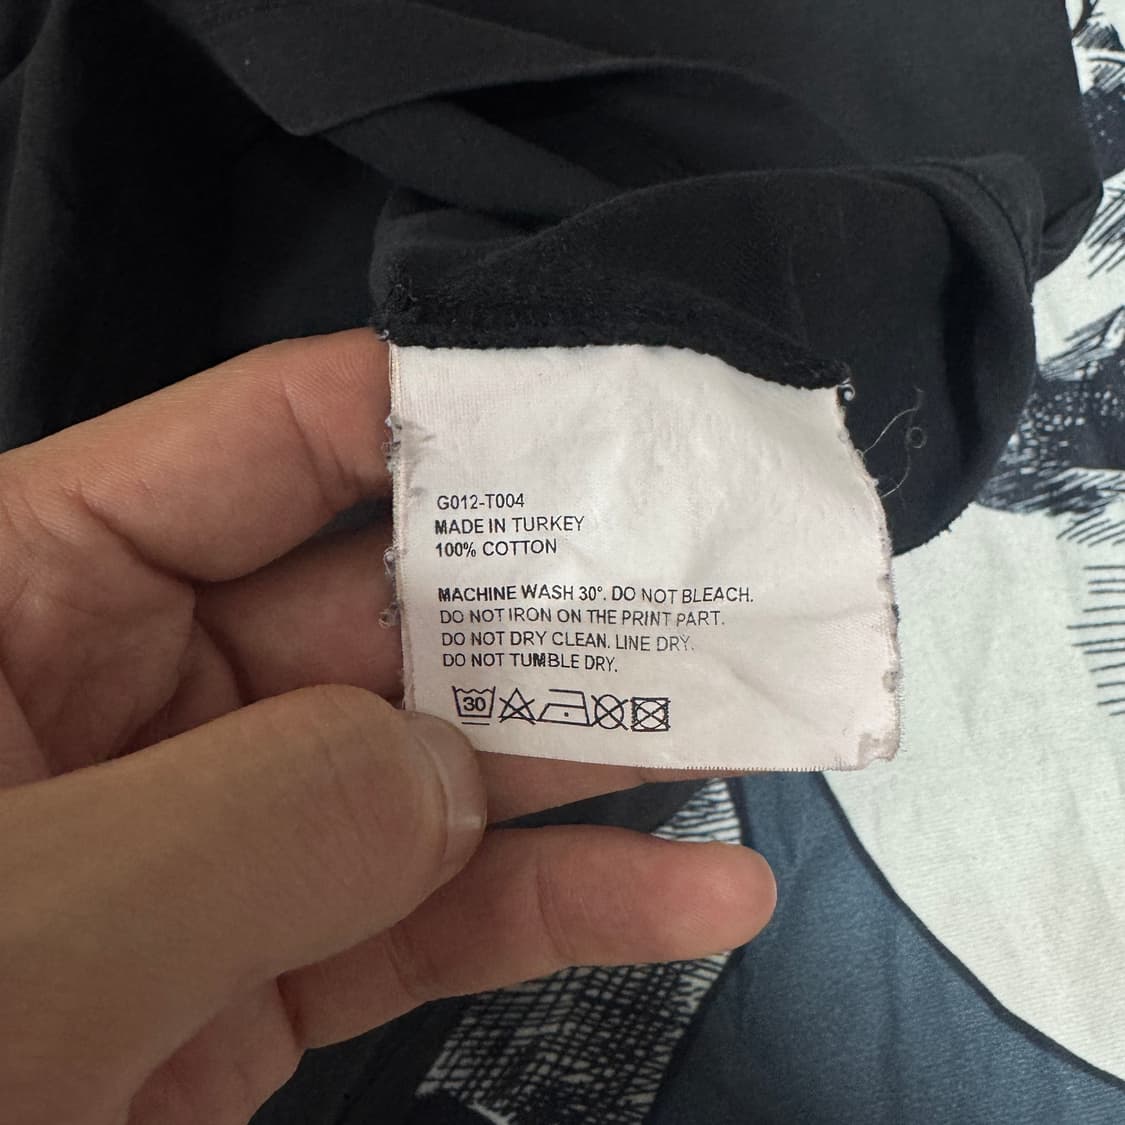 G012-T004
MADE IN TURKEY
100% COTTON
MACHINE WASH 30°. DO NOT BLEACH.
DO NOT IRON ON THE PRINT PART.
DO NOT DRY CLEAN. LINE DRY.
DO NOT TUMBLE DRY.
30